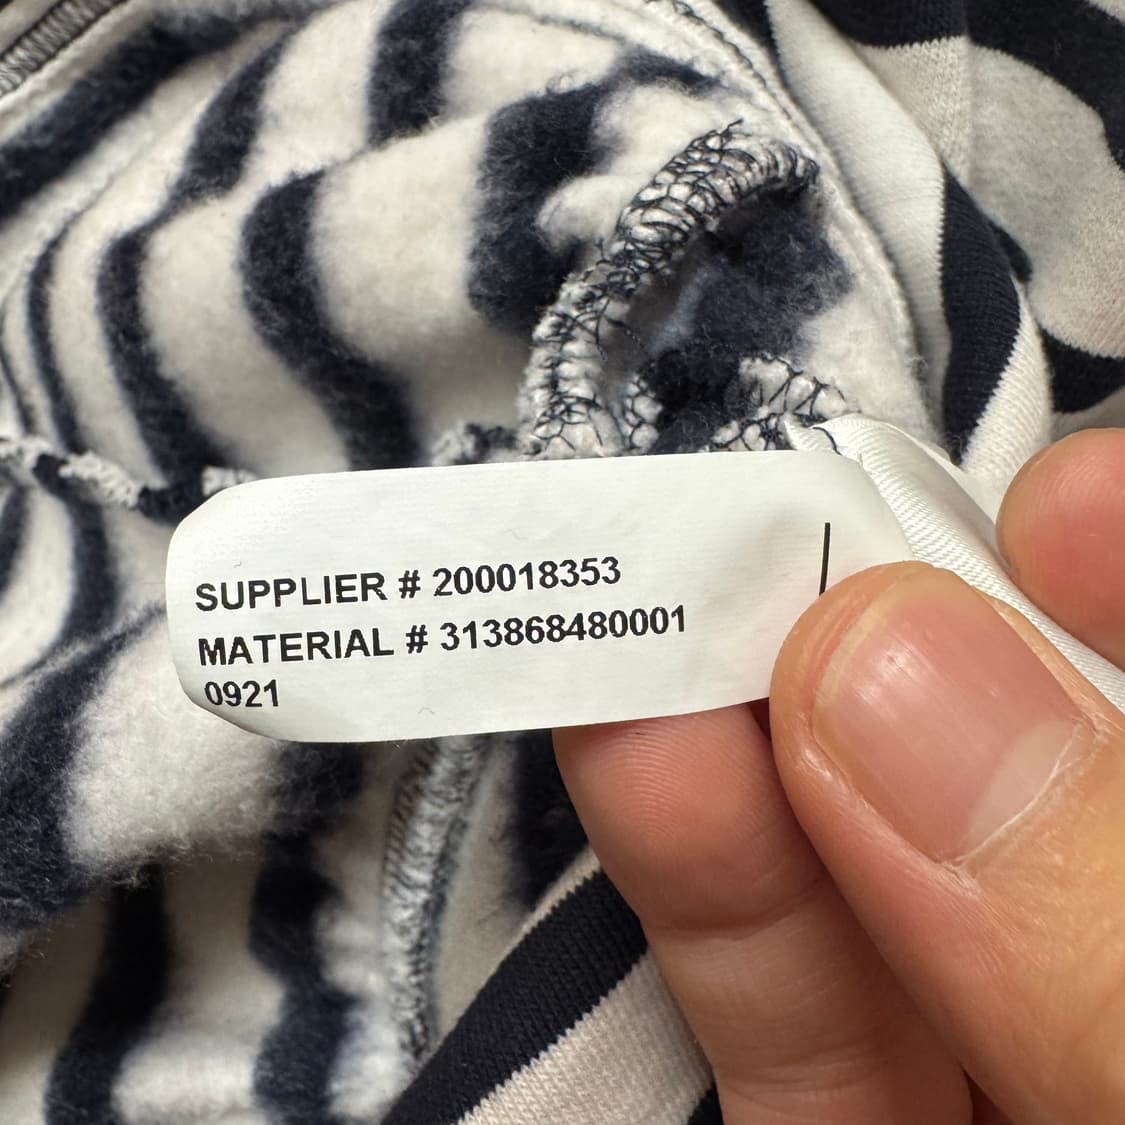 SUPPLIER # 200018353
MATERIAL # 313868480001
0921